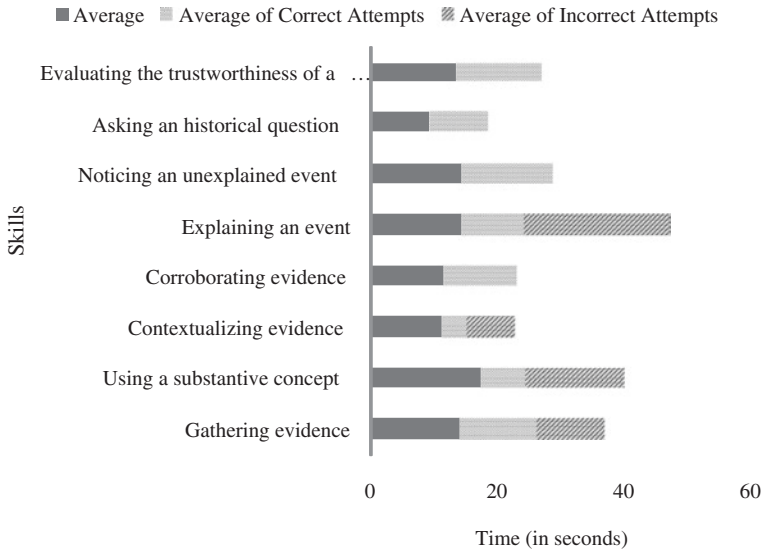 Average Average of Correct Attempts Average of Incorrect Attempts
Evaluating the trustworthiness of a …
Asking an historical question
Noticing an unexplained event
Explaining an event
Corroborating evidence
Contextualizing evidence
Using a substantive concept
Gathering evidence
Skills
0 20 40 60
Time (in seconds)